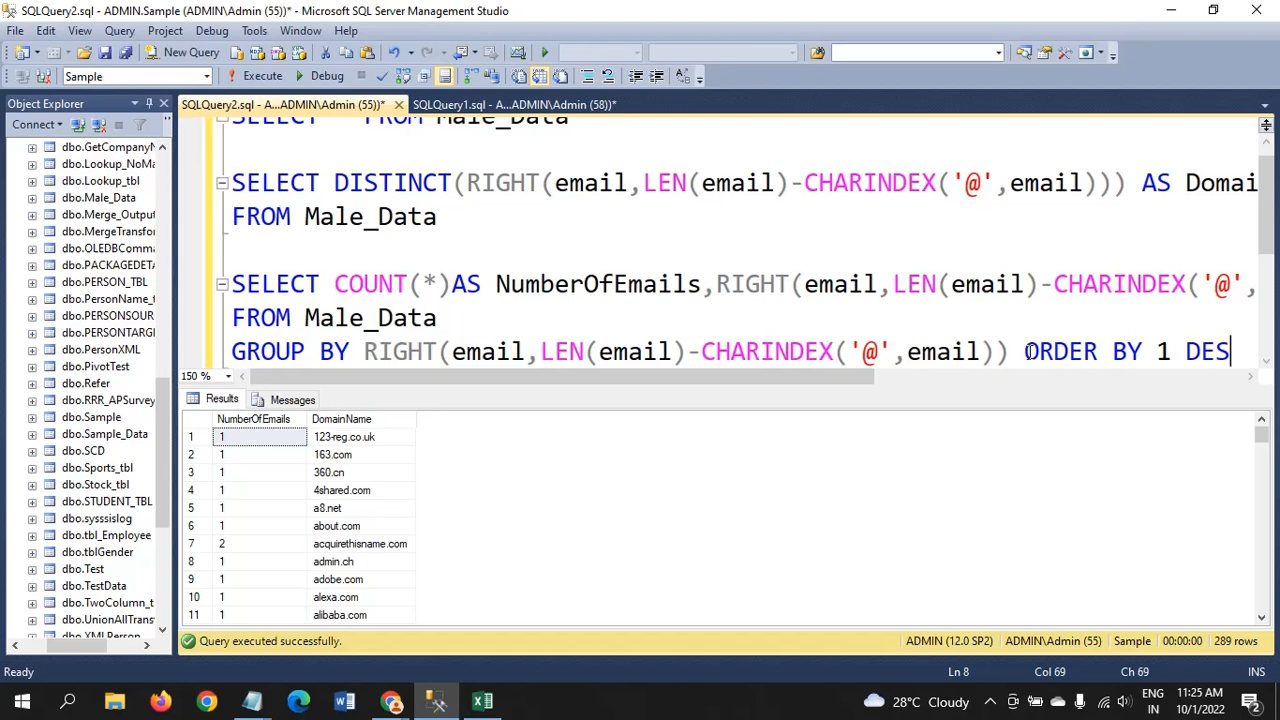 SQLQuery2.sql - ADMIN.Sample (ADMIN\Admin (55))* - Microsoft SQL Server Management Studio
File Edit View Query Project Debug Tools Window Help
New Query
Sample Execute Debug
Object Explorer
SQLQuery2.sql - A...ADMIN\Admin (55))* SQLQuery1.sql - A...ADMIN\Admin (58))*
Connect
dbo.GetCompanyN
dbo.Lookup_NoMa
dbo.Lookup_tbl
dbo.Male_Data
dbo.Merge_Output
dbo.MergeTransfor
dbo.OLEDBComma
dbo.PACKAGEDETA
dbo.PERSON_TBL
dbo.PersonName_t
dbo.PERSONSOUR
dbo.PERSONTARG
dbo.PersonXML
dbo.PivotTest
dbo.Refer
dbo.RRR_APSurvey
dbo.Sample
dbo.Sample_Data
dbo.SCD
dbo.Sports_tbl
dbo.Stock_tbl
dbo.STUDENT_TBL
dbo.sysssislog
dbo.tbl_Employee
dbo.tblGender
dbo.Test
dbo.TestData
dbo.TwoColumn_t
dbo.UnionAllTrans
dbo.XMLPerson
SELECT * FROM Male_Data
SELECT DISTINCT(RIGHT(email,LEN(email)-CHARINDEX('@',email))) AS Domai
FROM Male_Data
SELECT COUNT(*)AS NumberOfEmails,RIGHT(email,LEN(email)-CHARINDEX('@',
FROM Male_Data
GROUP BY RIGHT(email,LEN(email)-CHARINDEX('@',email)) ORDER BY 1 DES
150 %
Results Messages
NumberOfEmails DomainName
1 1 123-reg.co.uk
2 1 163.com
3 1 360.cn
4 1 4shared.com
5 1 a8.net
6 1 about.com
7 2 acquirethisname.com
8 1 admin.ch
9 1 adobe.com
10 1 alexa.com
11 1 alibaba.com
Query executed successfully. ADMIN (12.0 SP2) ADMIN\Admin (55) Sample 00:00:00 289 rows
Ready Ln 8 Col 69 Ch 69 INS
28°C Cloudy ENG IN 11:25 AM 10/1/2022 2